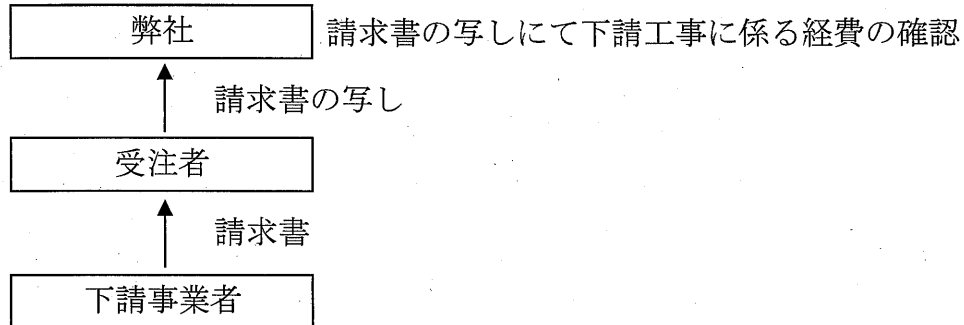 弊社
請求書の写しにて下請工事に係る経費の確認
請求書の写し
受注者
請求書
下請事業者